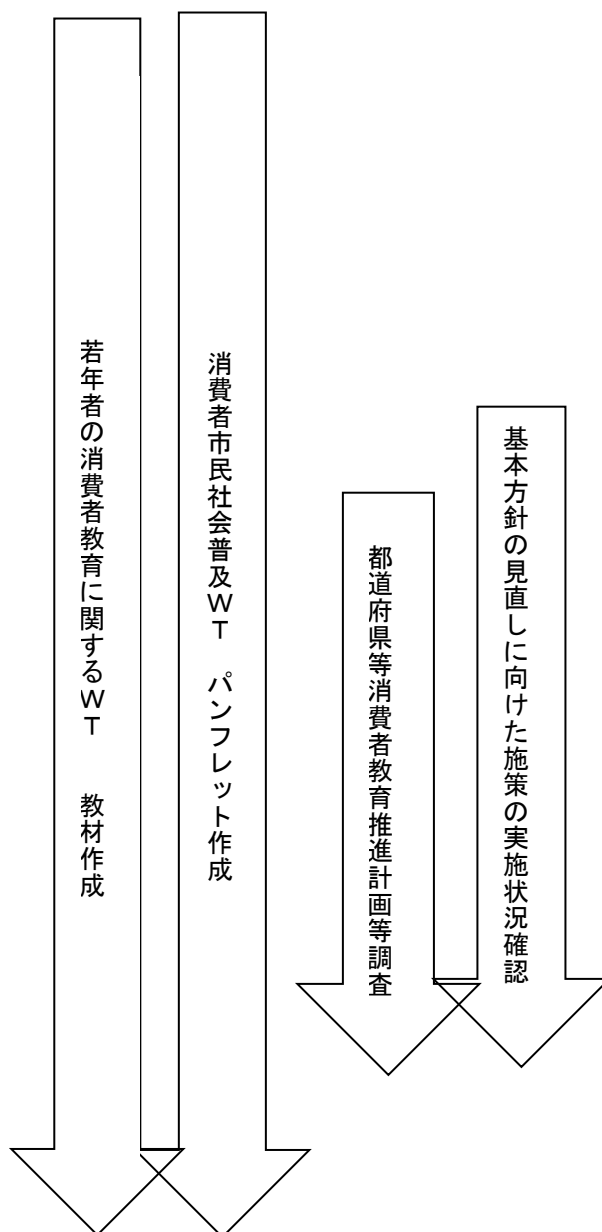 基本方針の見直しに向けた施策の実施状況確認
都道府県等消費者教育推進計画等調査
消費者市民社会普及ＷＴ　パンフレット作成
若年者の消費者教育に関するＷＴ　　教材作成